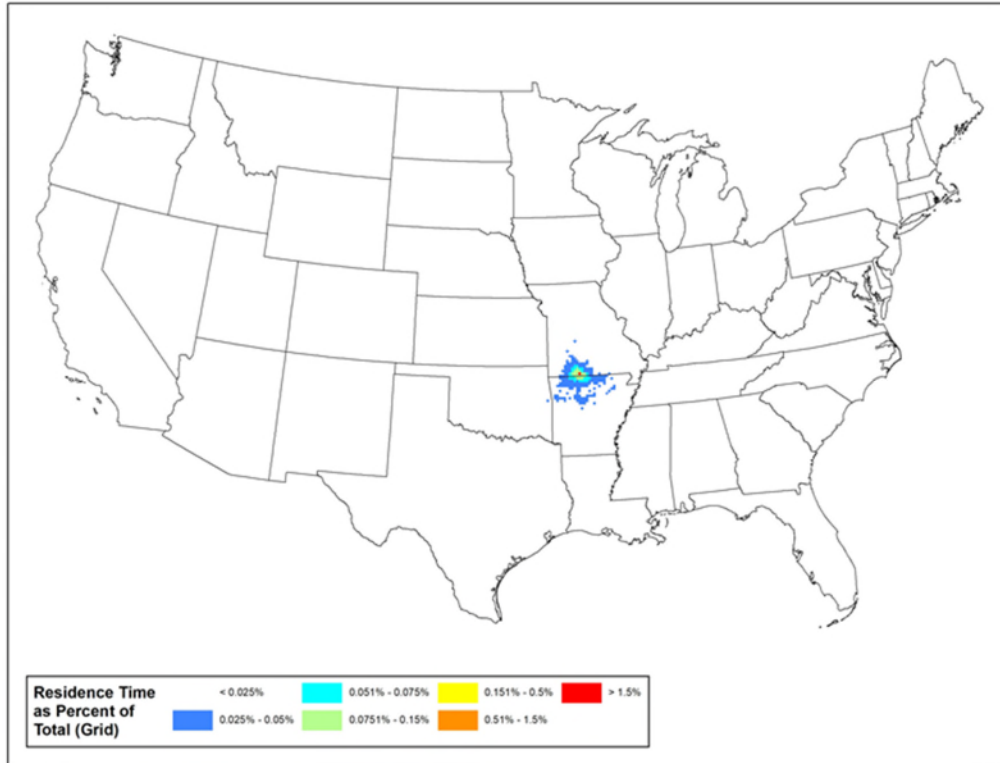 Residence Time
as Percent of
Total (Grid)
< 0.025%
0.051% - 0.075%
0.151% - 0.5%
> 1.5%
0.025% - 0.05%
0.0751% - 0.15%
0.51% - 1.5%